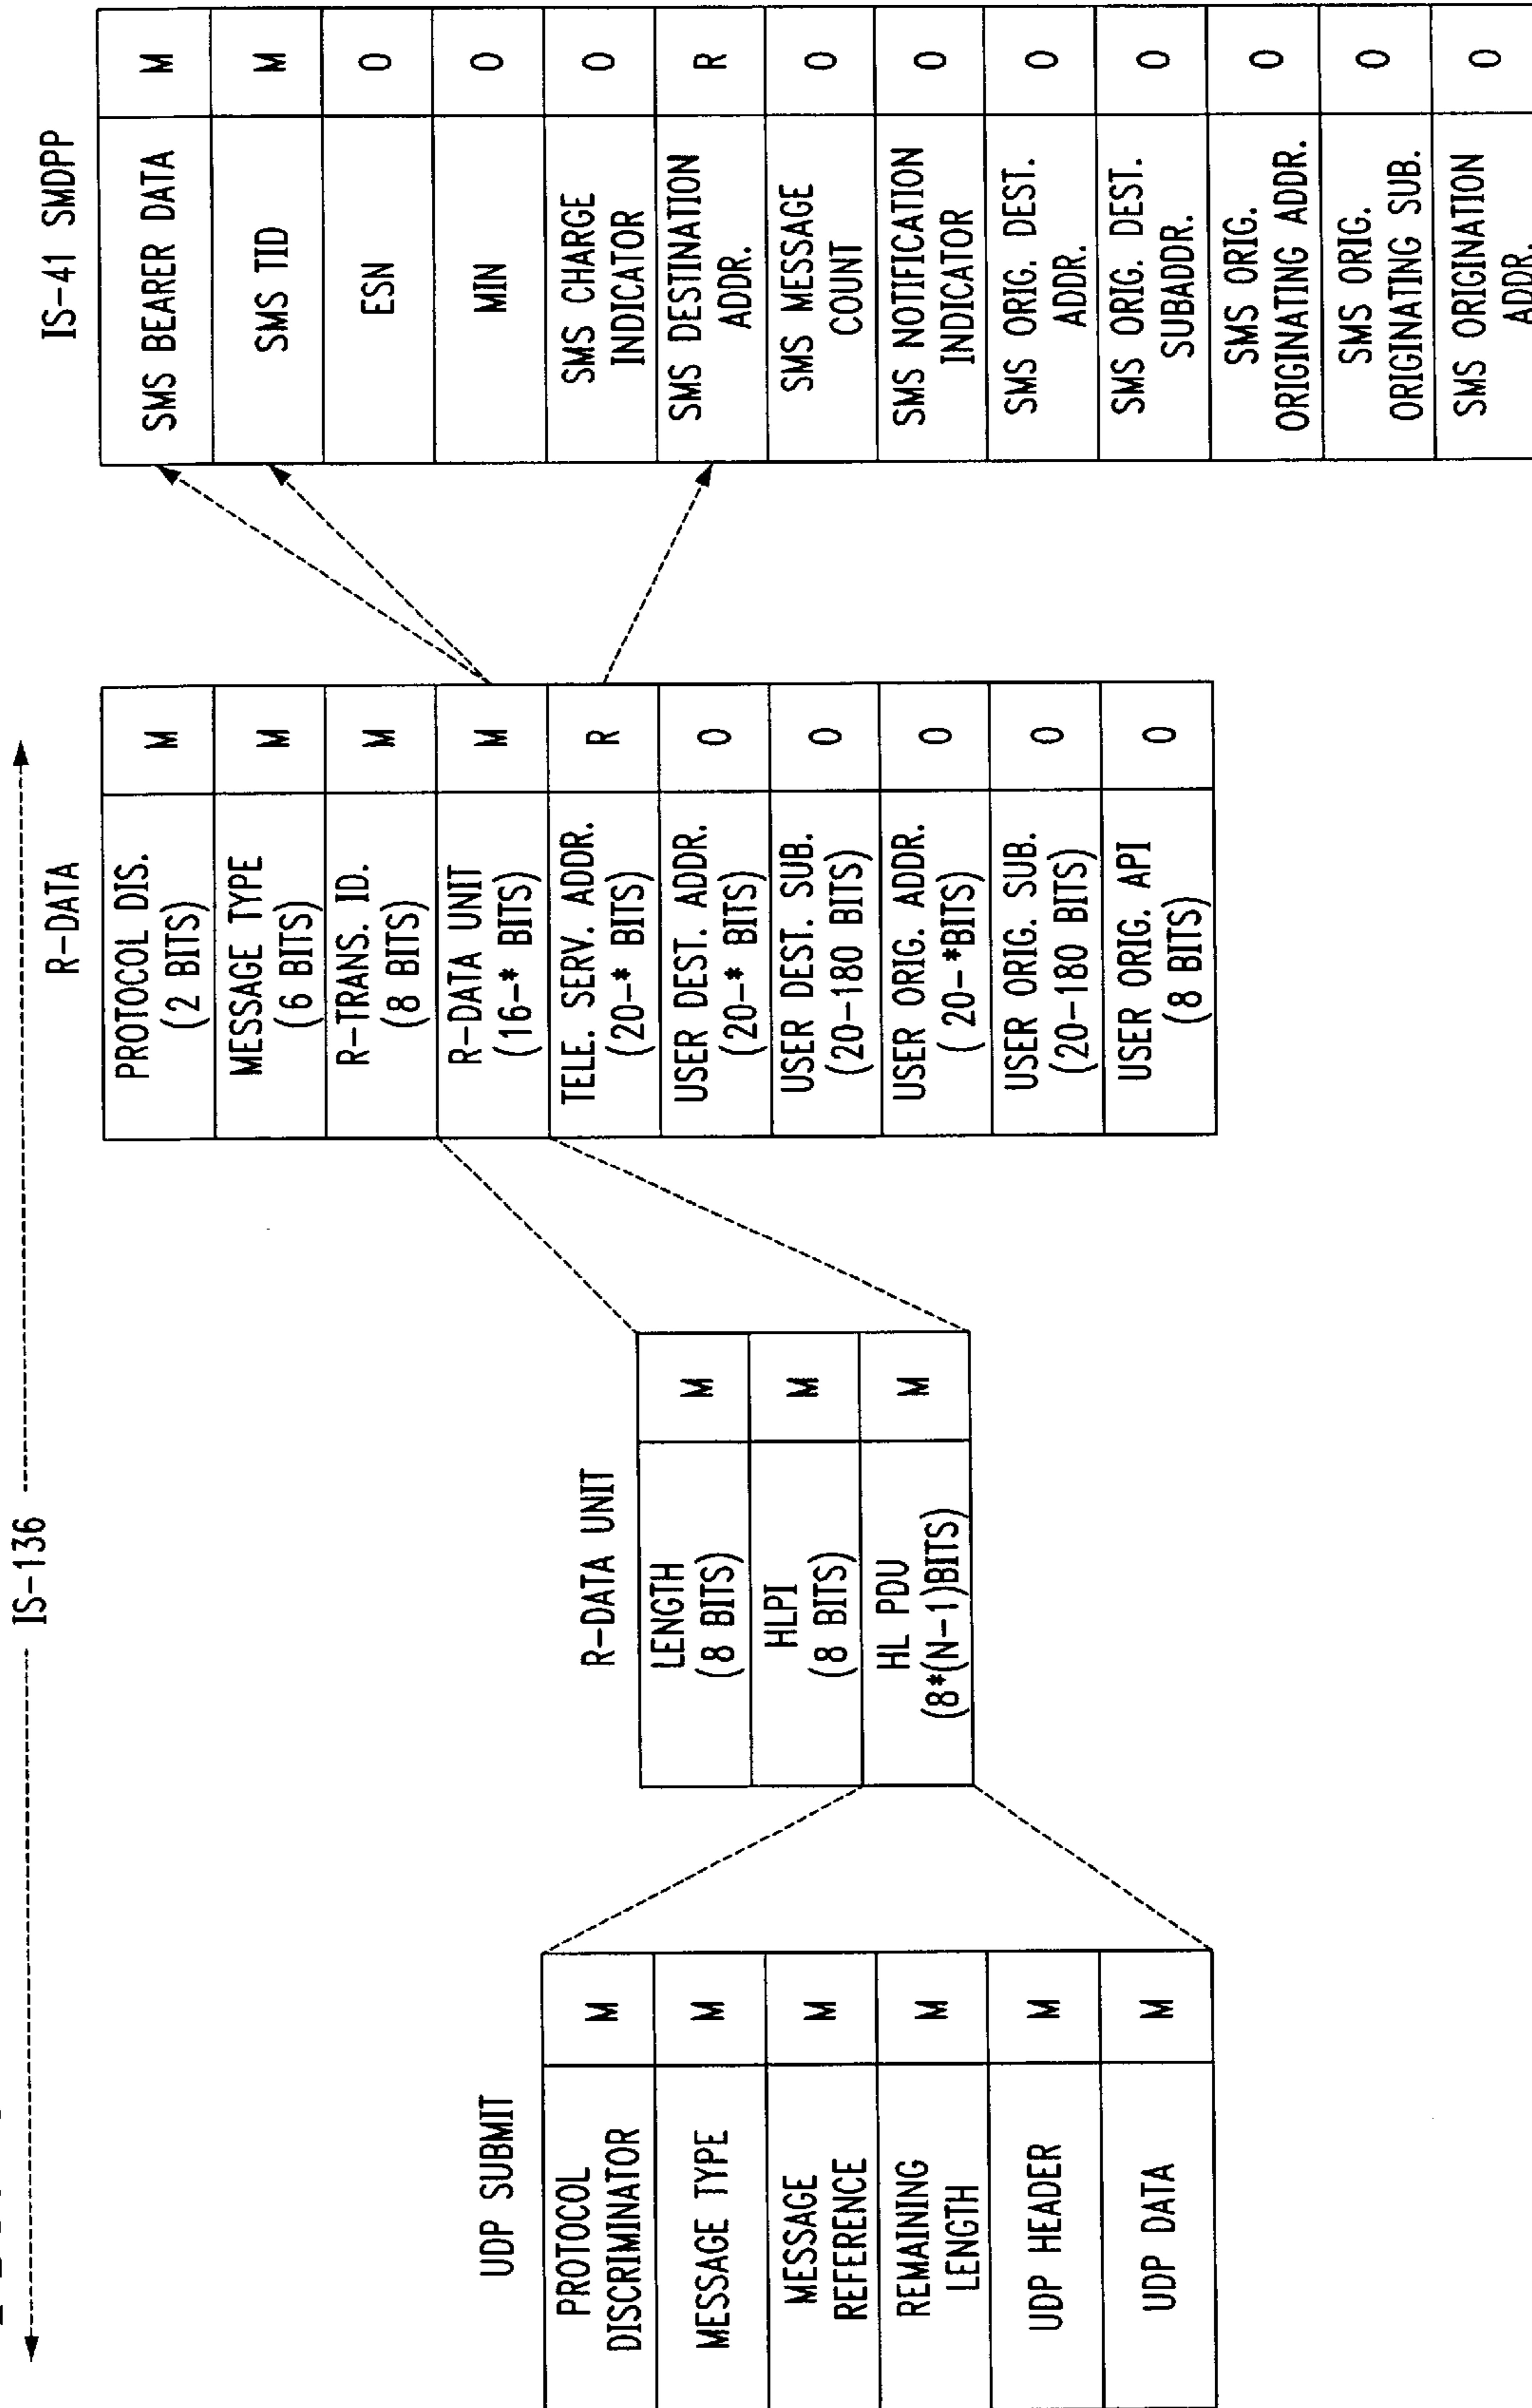 IS-136
UDP SUBMIT
PROTOCOL
DISCRIMINATOR
M
MESSAGE TYPE
M
MESSAGE
REFERENCE
M
REMAINING
LENGTH
M
UDP HEADER
M
UDP DATA
M
R-DATA UNIT
LENGTH
(8 BITS)
M
HLPI
(8 BITS)
M
HL PDU
(8*(N-1)BITS)
M
R-DATA
PROTOCOL DIS.
(2 BITS)
M
MESSAGE TYPE
(6 BITS)
M
R-TRANS. ID.
(8 BITS)
M
R-DATA UNIT
(16-* BITS)
M
TELE. SERV. ADDR.
(20-* BITS)
R
USER DEST. ADDR.
(20-* BITS)
O
USER DEST. SUB.
(20-180 BITS)
O
USER ORIG. ADDR.
( 20-*BITS)
O
USER ORIG. SUB.
(20-180 BITS)
O
USER ORIG. API
(8 BITS)
O
IS-41 SMDPP
SMS BEARER DATA
M
SMS TID
M
ESN
O
MIN
O
SMS CHARGE
INDICATOR
O
SMS DESTINATION
ADDR.
R
SMS MESSAGE
COUNT
O
SMS NOTIFICATION
INDICATOR
O
SMS ORIG. DEST.
ADDR.
O
SMS ORIG. DEST.
SUBADDR.
O
SMS ORIG.
ORIGINATING ADDR.
O
SMS ORIG.
ORIGINATING SUB.
O
SMS ORIGINATION
ADDR.
O